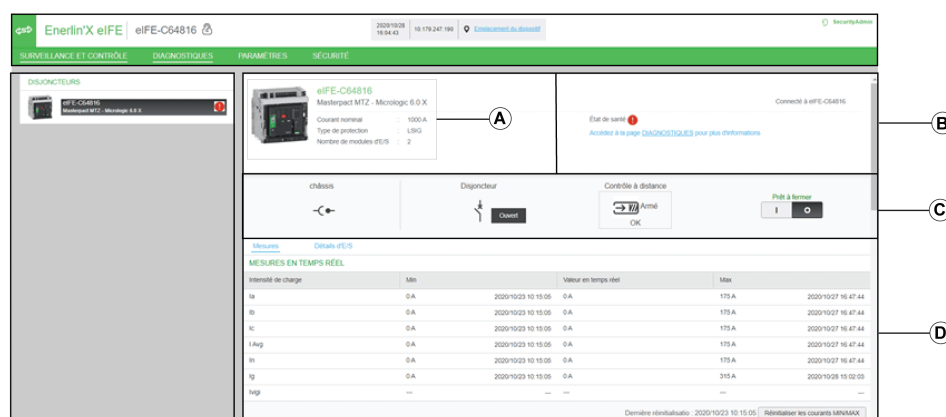 Enerlin'X eIFE eIFE-C64816
2020/10/28
16:04:43
10.179.247.190
Emplacement du dispositif
SecurityAdmin
SURVEILLANCE ET CONTRÔLE DIAGNOSTIQUES PARAMÈTRES SÉCURITÉ
DISJONCTEURS
eIFE-C64816
Masterpact MTZ - Micrologic 6.0 X
eIFE-C64816
Masterpact MTZ - Micrologic 6.0 X
Courant nominal : 1000 A
Type de protection : LSIG
Nombre de modules d'E/S : 2
A
Connecté à eIFE-C64816
État de santé
Accédez à la page DIAGNOSTIQUES pour plus d'informations
B
châssis
Disjoncteur
Ouvert
Contrôle à distance
Armé
OK
Prêt à fermer
I O
C
Mesures Détails d'E/S
MESURES EN TEMPS RÉEL
Intensité de charge Min Valeur en temps réel Max
Ia 0 A 2020/10/23 10:15:05 0 A 175 A 2020/10/27 16:47:44
Ib 0 A 2020/10/23 10:15:05 0 A 175 A 2020/10/27 16:47:44
Ic 0 A 2020/10/23 10:15:05 0 A 175 A 2020/10/27 16:47:44
I Avg 0 A 2020/10/23 10:15:05 0 A 175 A 2020/10/27 16:47:44
In 0 A 2020/10/23 10:15:05 0 A 175 A 2020/10/27 16:47:44
Ig 0 A 2020/10/23 10:15:05 0 A 315 A 2020/10/28 15:02:03
Ivigi --- --- --- --- ---
D
Dernière réinitialisatio : 2020/10/23 10:15:05 Réinitialiser les courants MIN/MAX